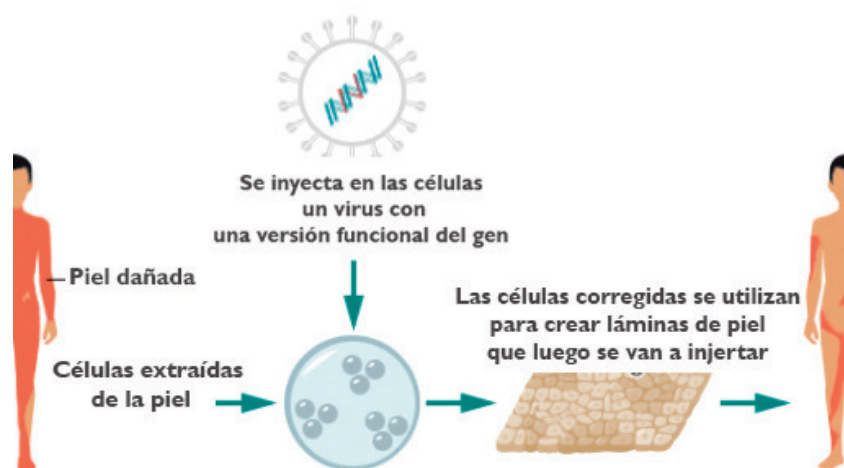 Se inyecta en las células
un virus con
una versión funcional del gen
Piel dañada
Las células corregidas se utilizan
para crear láminas de piel
que luego se van a injertar
Células extraídas
de la piel